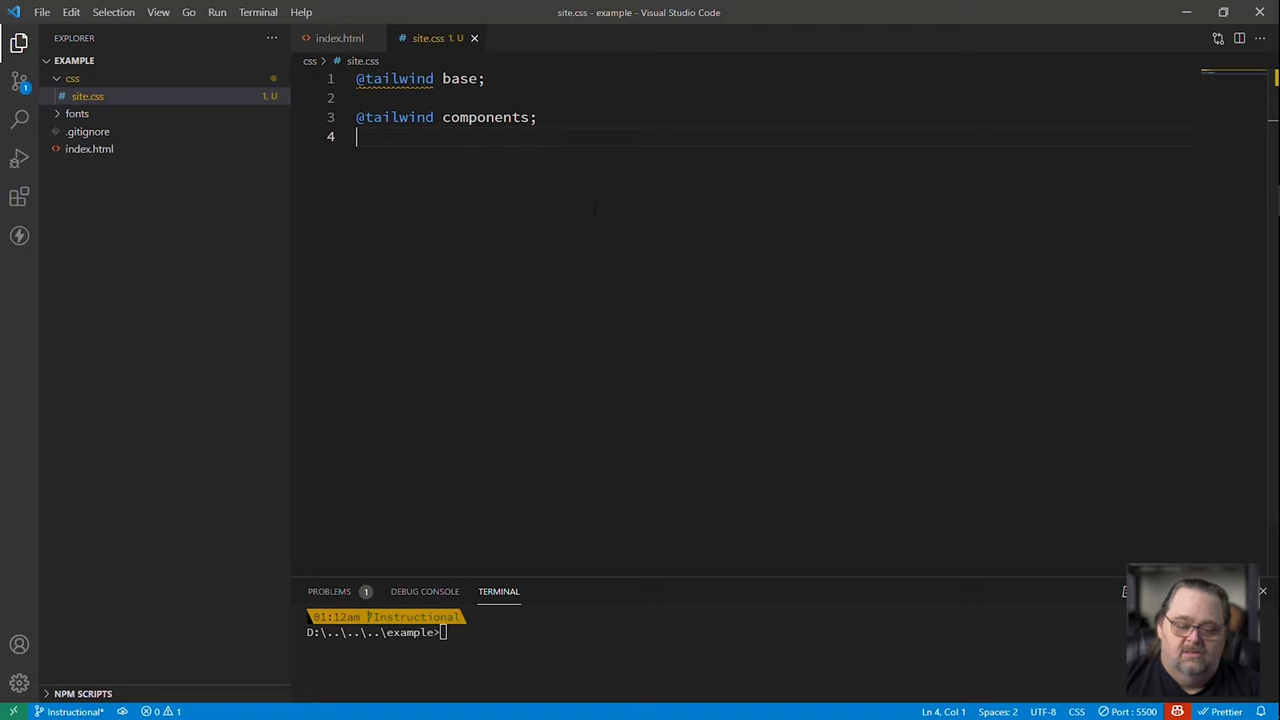 File Edit Selection View Go Run Terminal Help
site.css - example - Visual Studio Code
EXPLORER
index.html
site.css 1, U
EXAMPLE
css > # site.css
css
site.css 1, U
fonts
.gitignore
index.html
1 @tailwind base;
2
3 @tailwind components;
4
PROBLEMS 1 DEBUG CONSOLE TERMINAL
01:12am Instructional
D:\..\..\..\example>
NPM SCRIPTS
Instructional* 0 1
Ln 4, Col 1 Spaces: 2 UTF-8 CSS Port : 5500 Prettier